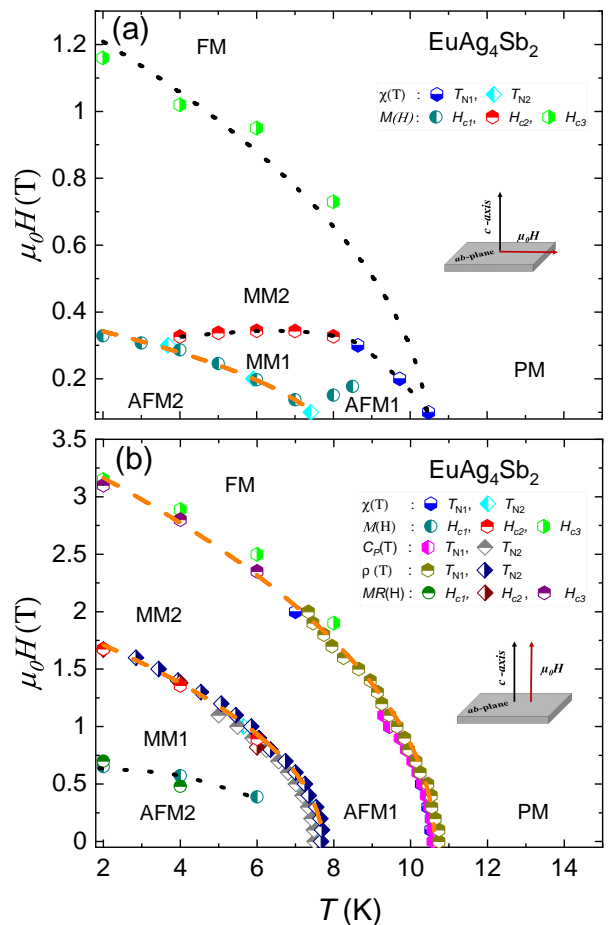 (a)
FM
EuAg4Sb2
χ(T) : TN1, TN2
M(H) : Hc1, Hc2, Hc3
c -axis
ab-plane
μ0H
MM2
MM1
AFM2
AFM1
PM
1.2
1.0
0.8
0.6
0.4
0.2
μ0H (T)
(b)
FM
EuAg4Sb2
χ(T) : TN1, TN2
M(H) : Hc1, Hc2, Hc3
CP(T) : TN1, TN2
ρ (T) : TN1, TN2
MR(H) : Hc1, Hc2, Hc3
c -axis
μ0H
ab-plane
MM2
MM1
AFM2
AFM1
PM
3.5
3
2.5
2
1.5
1
0.5
0
μ0H (T)
2 4 6 8 10 12 14
T (K)